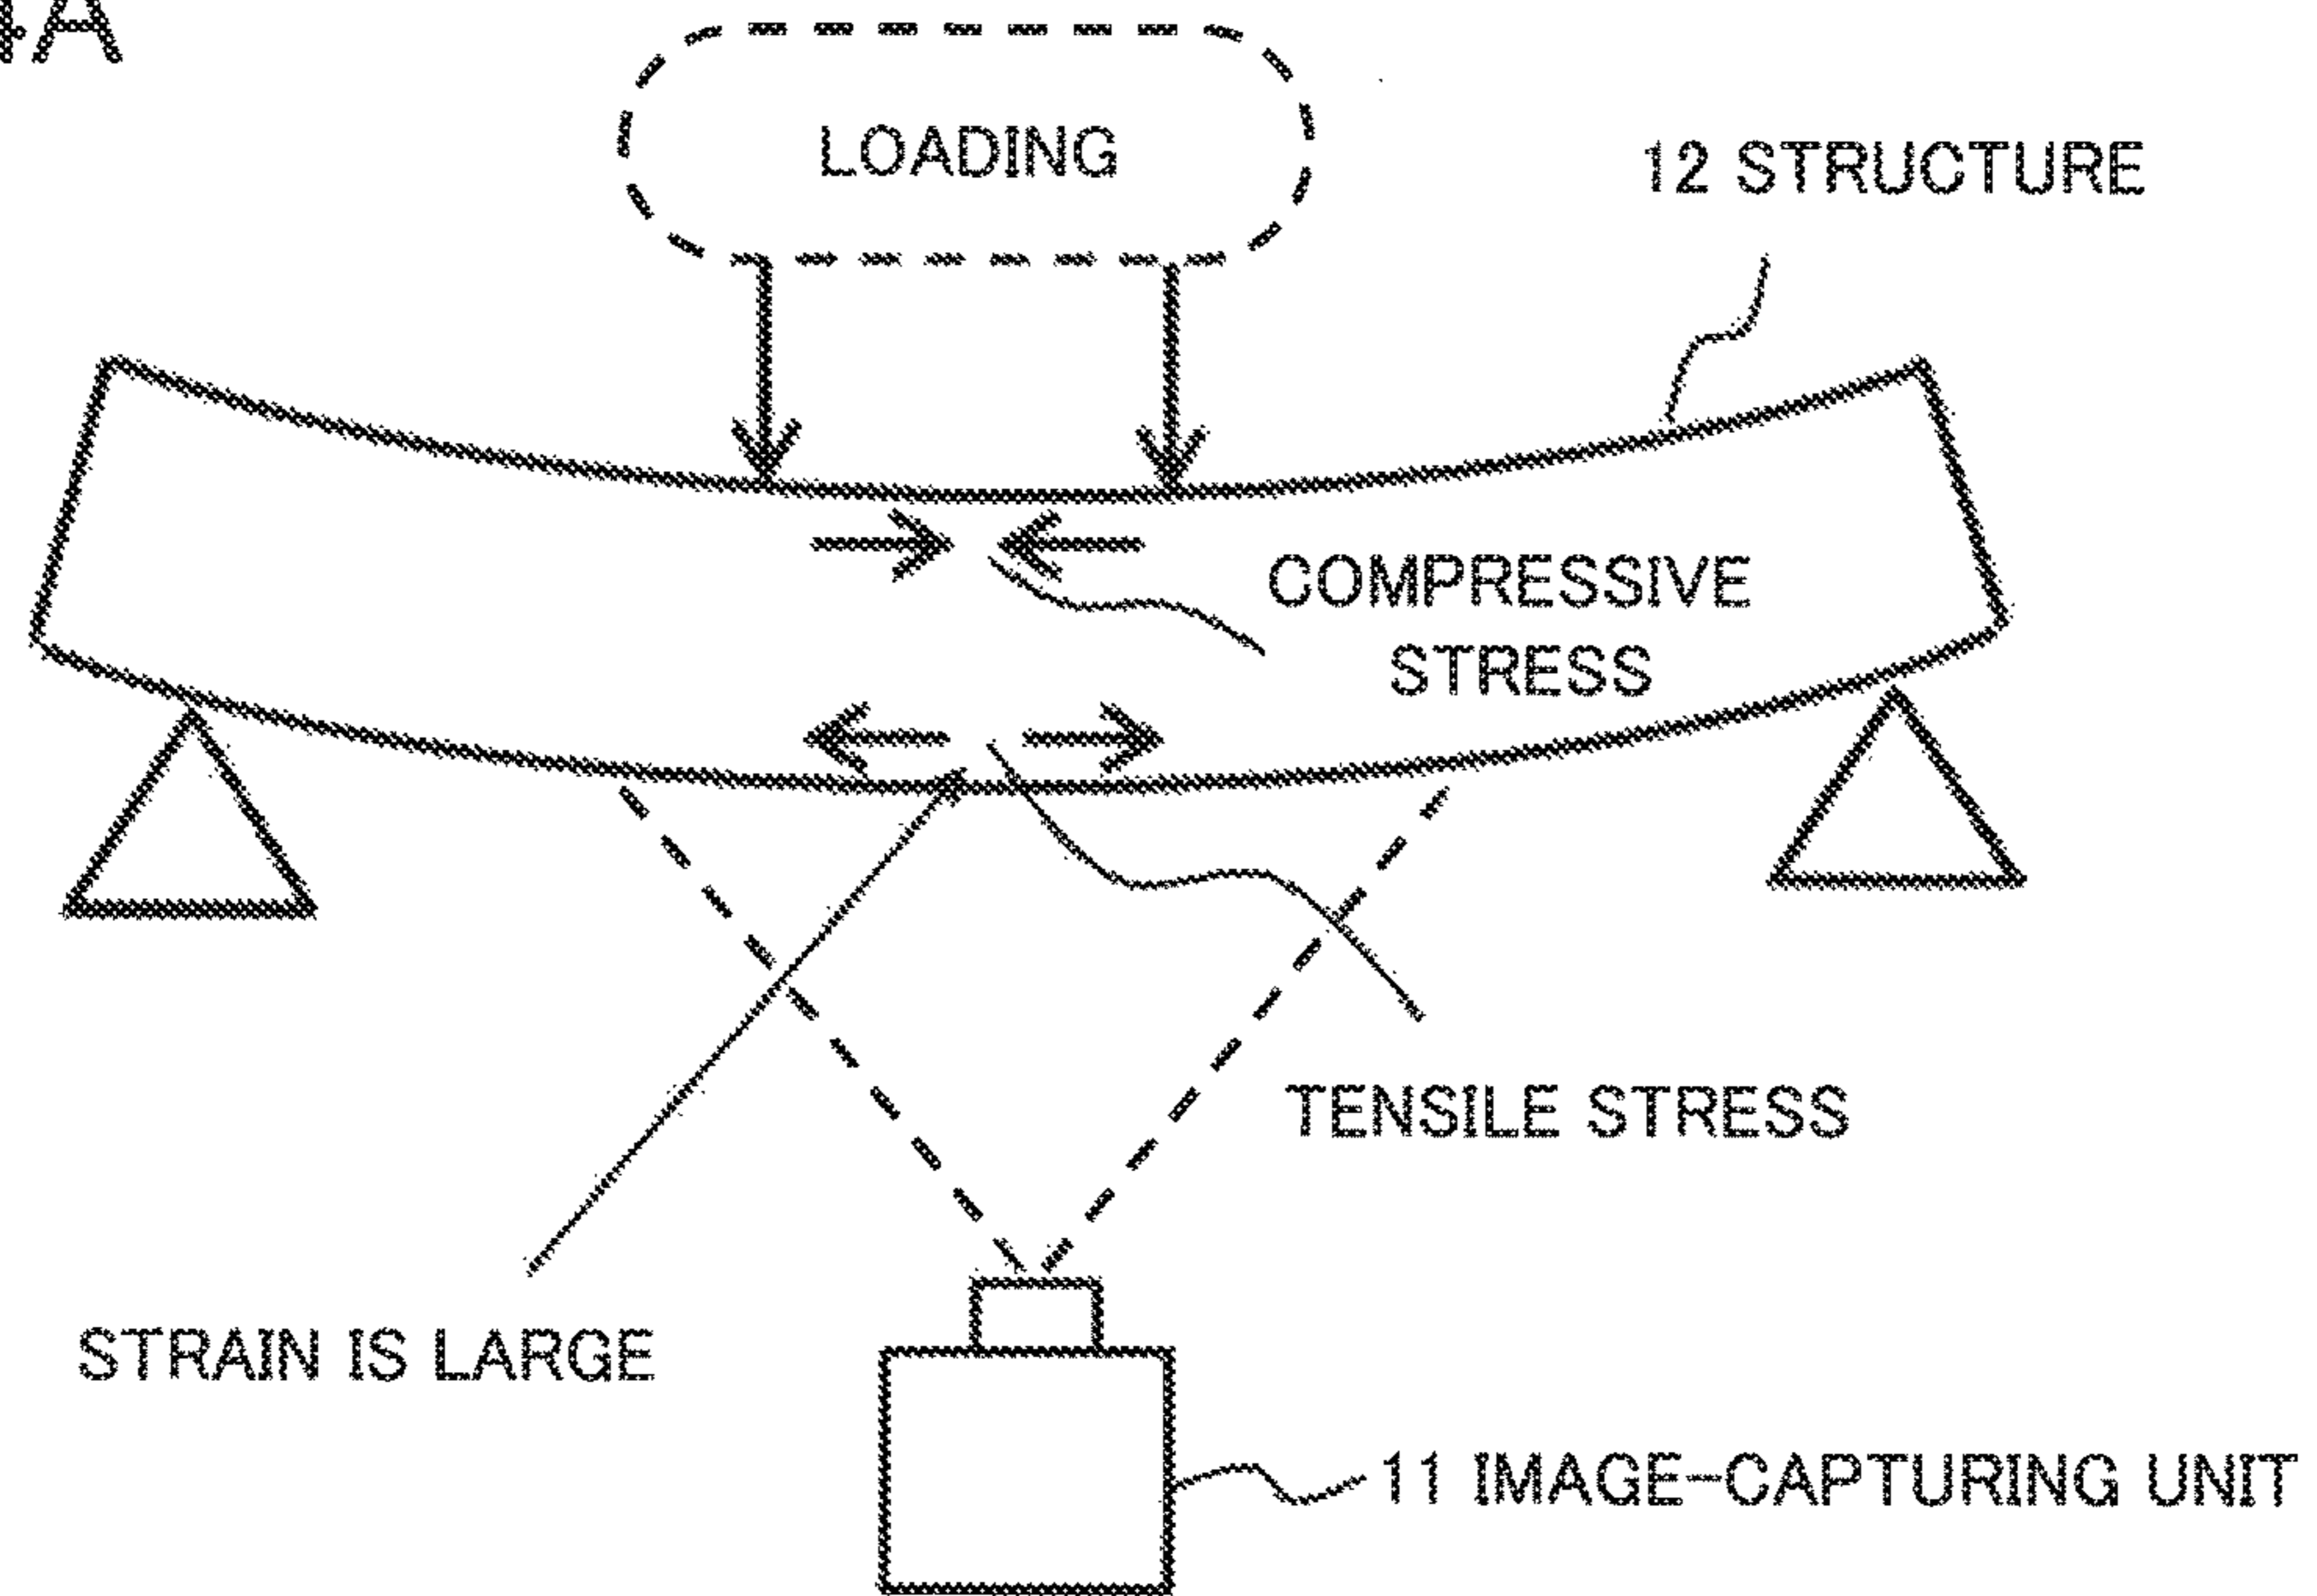 4A
LOADING
12 STRUCTURE
COMPRESSIVE
STRESS
TENSILE STRESS
STRAIN IS LARGE
11 IMAGE-CAPTURING UNIT